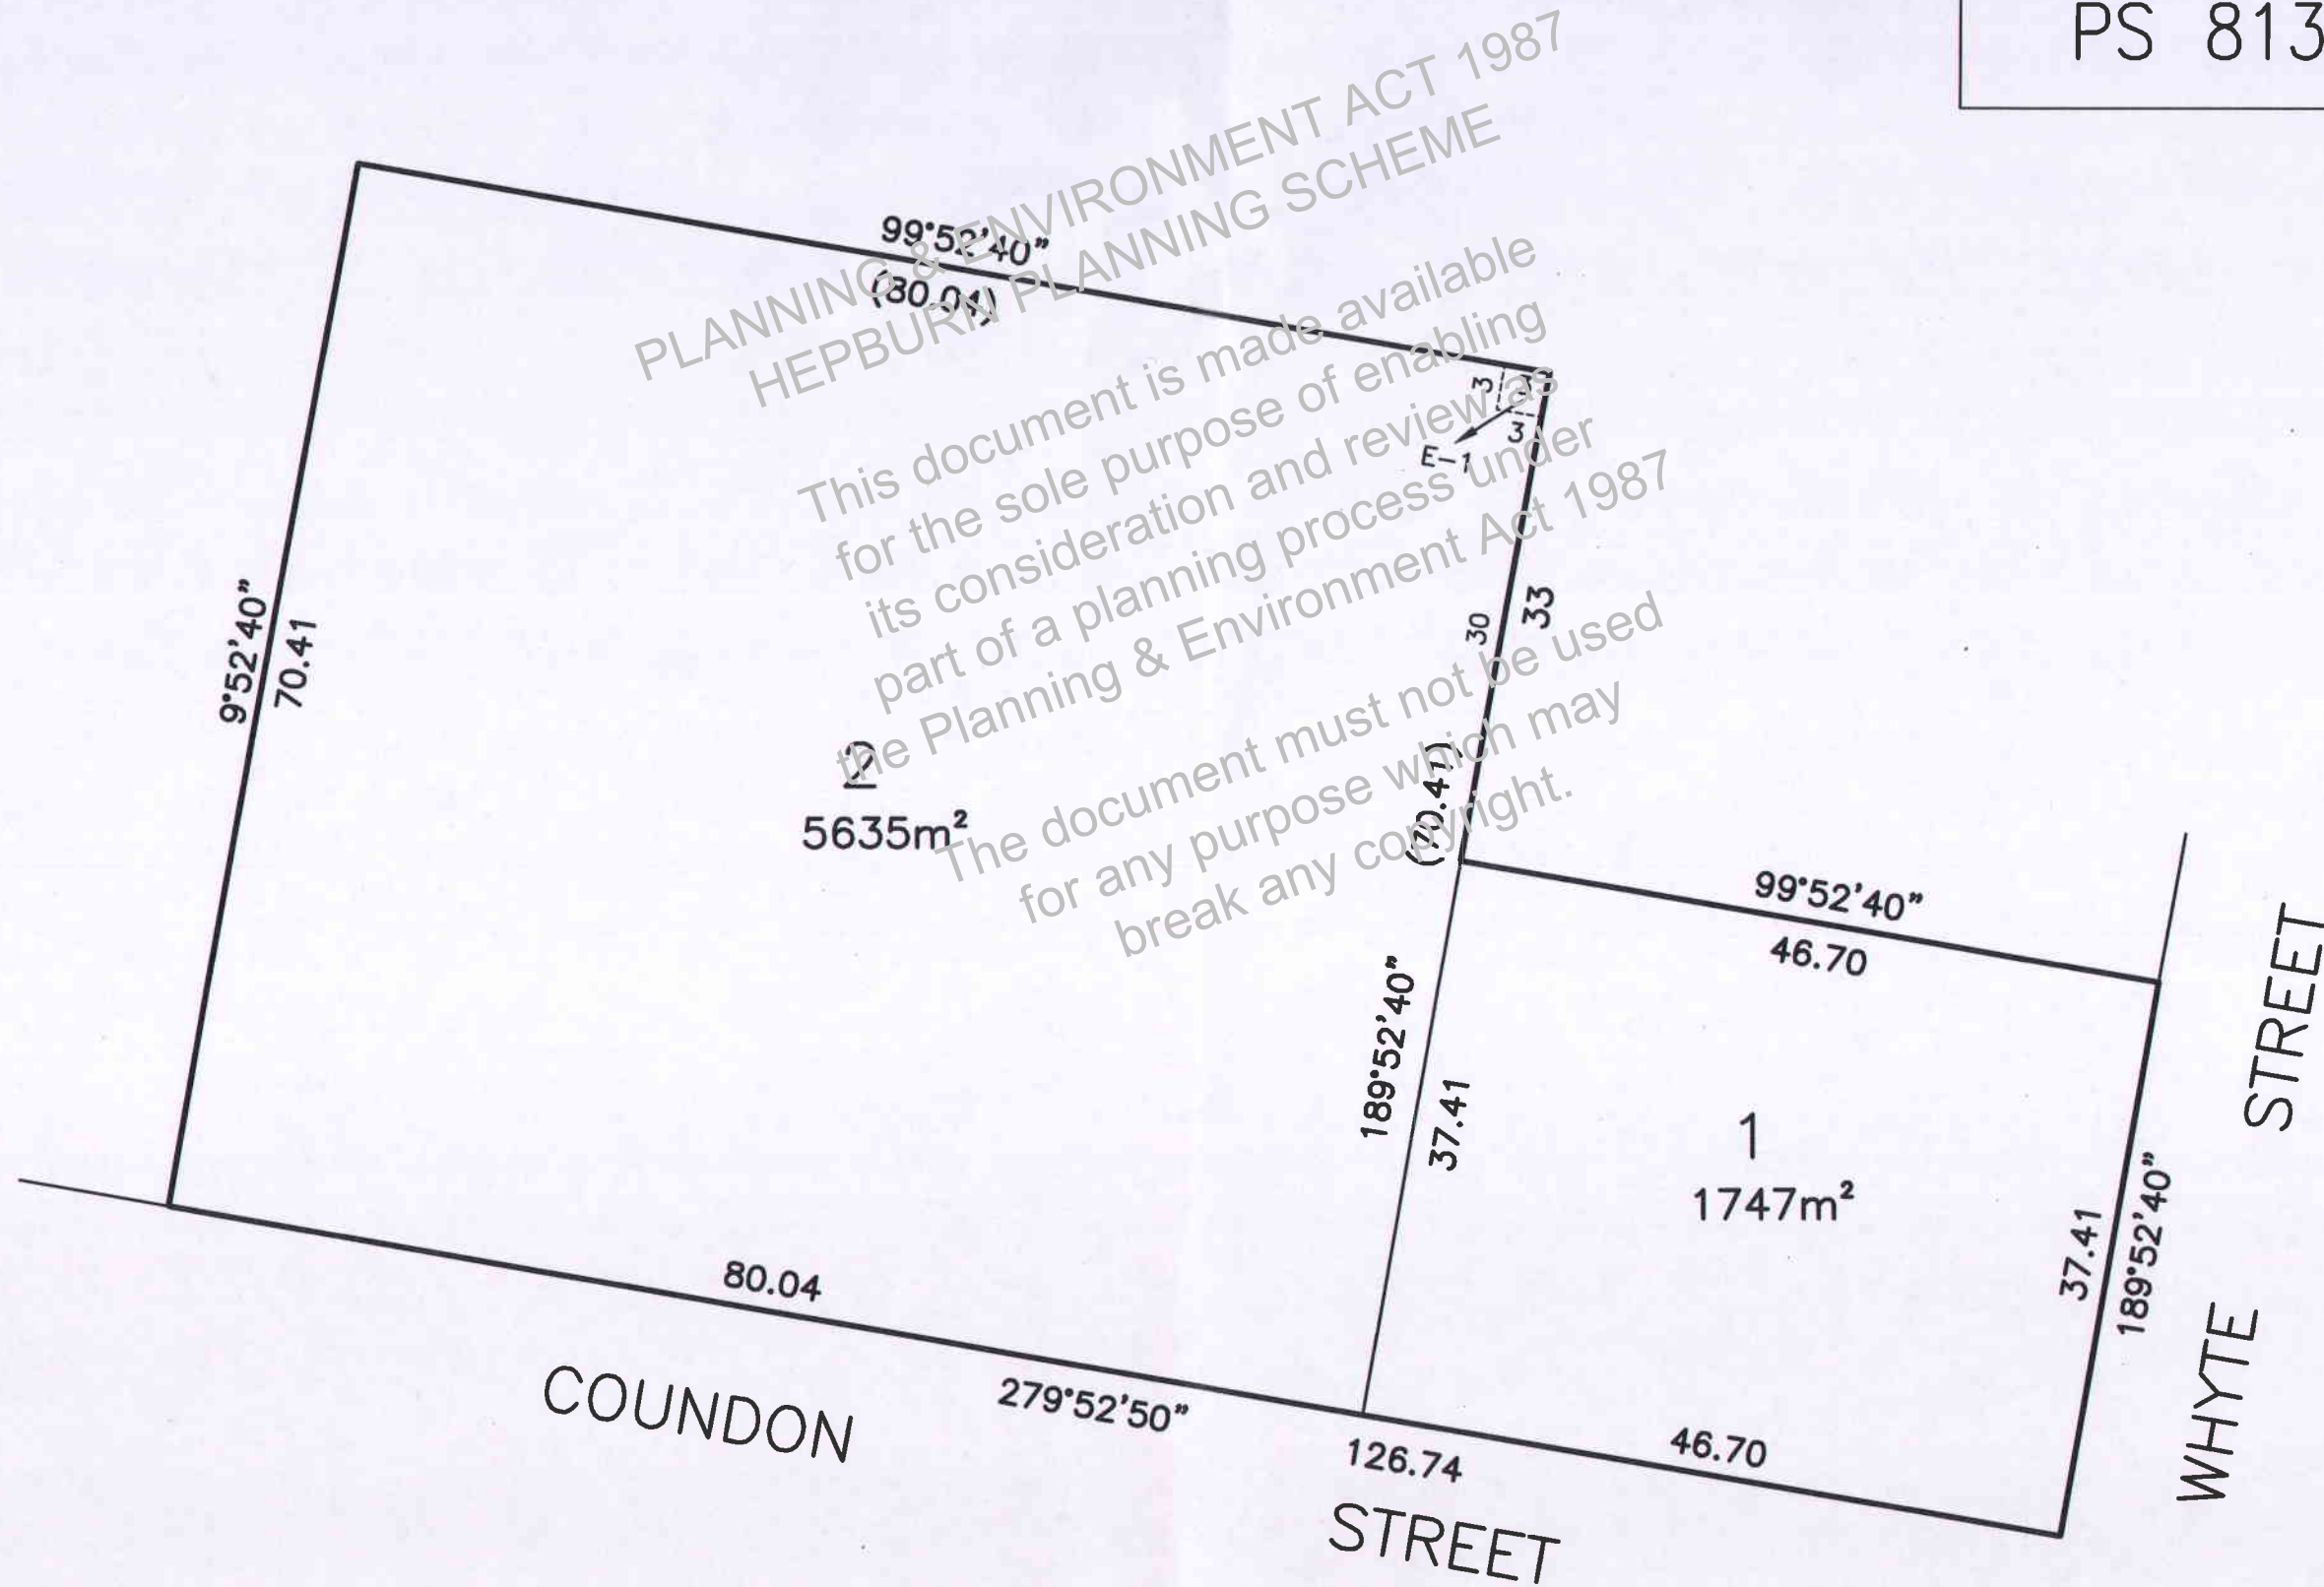 PS 813
PLANNING & ENVIRONMENT ACT 1987
HEPBURN PLANNING SCHEME
99°52'40"
(80.04)
This document is made available
for the sole purpose of enabling
its consideration and review as
part of a planning process under
the Planning & Environment Act 1987
The document must not be used
for any purpose which may
break any copyright.
3
3
3
E-1
9°52'40"
70.41
30
33
(70.41)
2
5635m²
99°52'40"
46.70
189°52'40"
37.41
1
1747m²
37.41
189°52'40"
WHYTE STREET
80.04
279°52'50"
126.74
46.70
COUNDON STREET